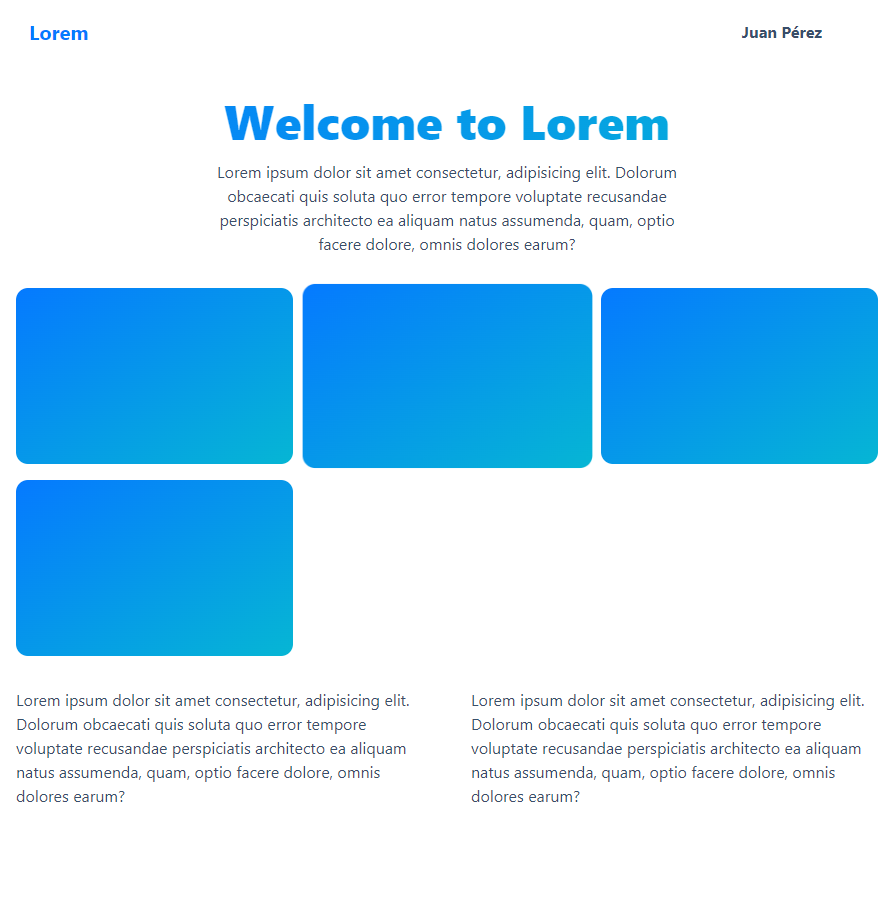 Lorem
Juan Pérez
Welcome to Lorem
Lorem ipsum dolor sit amet consectetur, adipisicing elit. Dolorum
obcaecati quis soluta quo error tempore voluptate recusandae
perspiciatis architecto ea aliquam natus assumenda, quam, optio
facere dolore, omnis dolores earum?
Lorem ipsum dolor sit amet consectetur, adipisicing elit.
Dolorum obcaecati quis soluta quo error tempore
voluptate recusandae perspiciatis architecto ea aliquam
natus assumenda, quam, optio facere dolore, omnis
dolores earum?
Lorem ipsum dolor sit amet consectetur, adipisicing elit.
Dolorum obcaecati quis soluta quo error tempore
voluptate recusandae perspiciatis architecto ea aliquam
natus assumenda, quam, optio facere dolore, omnis
dolores earum?